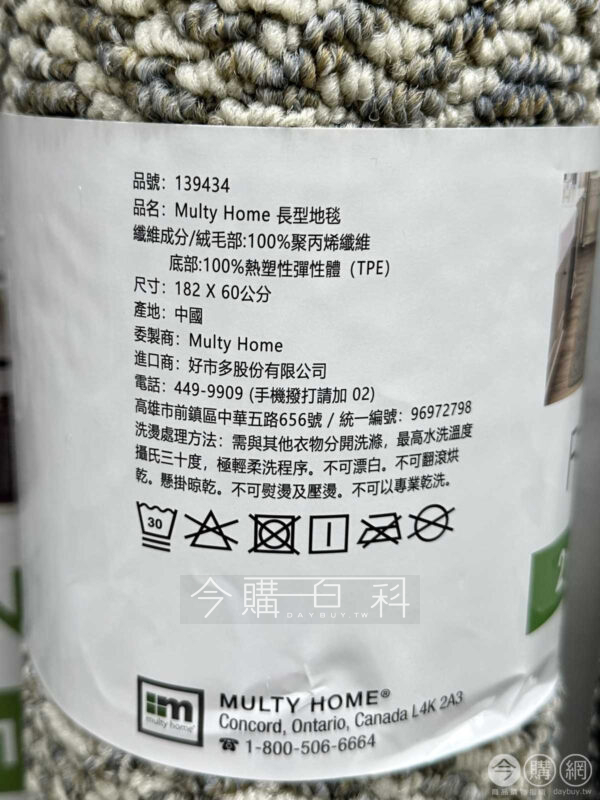 品號：139434
品名：Multy Home 長型地毯
纖維成分/絨毛部:100%聚丙烯纖維
底部:100%熱塑性彈性體（TPE）
尺寸：182 X 60公分
產地：中國
委製商：Multy Home
進口商：好市多股份有限公司
電話：449-9909 (手機撥打請加 02)
高雄市前鎮區中華五路656號 / 統一編號：96972798
洗燙處理方法：需與其他衣物分開洗滌，最高水洗溫度
攝氏三十度，極輕柔洗程序。不可漂白。不可翻滾烘
乾。懸掛晾乾。不可熨燙及壓燙。不可以專業乾洗。
30
今購百科
DAYBUY.TW
im
multy home
MULTY HOME®
Concord, Ontario, Canada L4K 2A3
☎ 1-800-506-6664
今購網
daybuy.tw